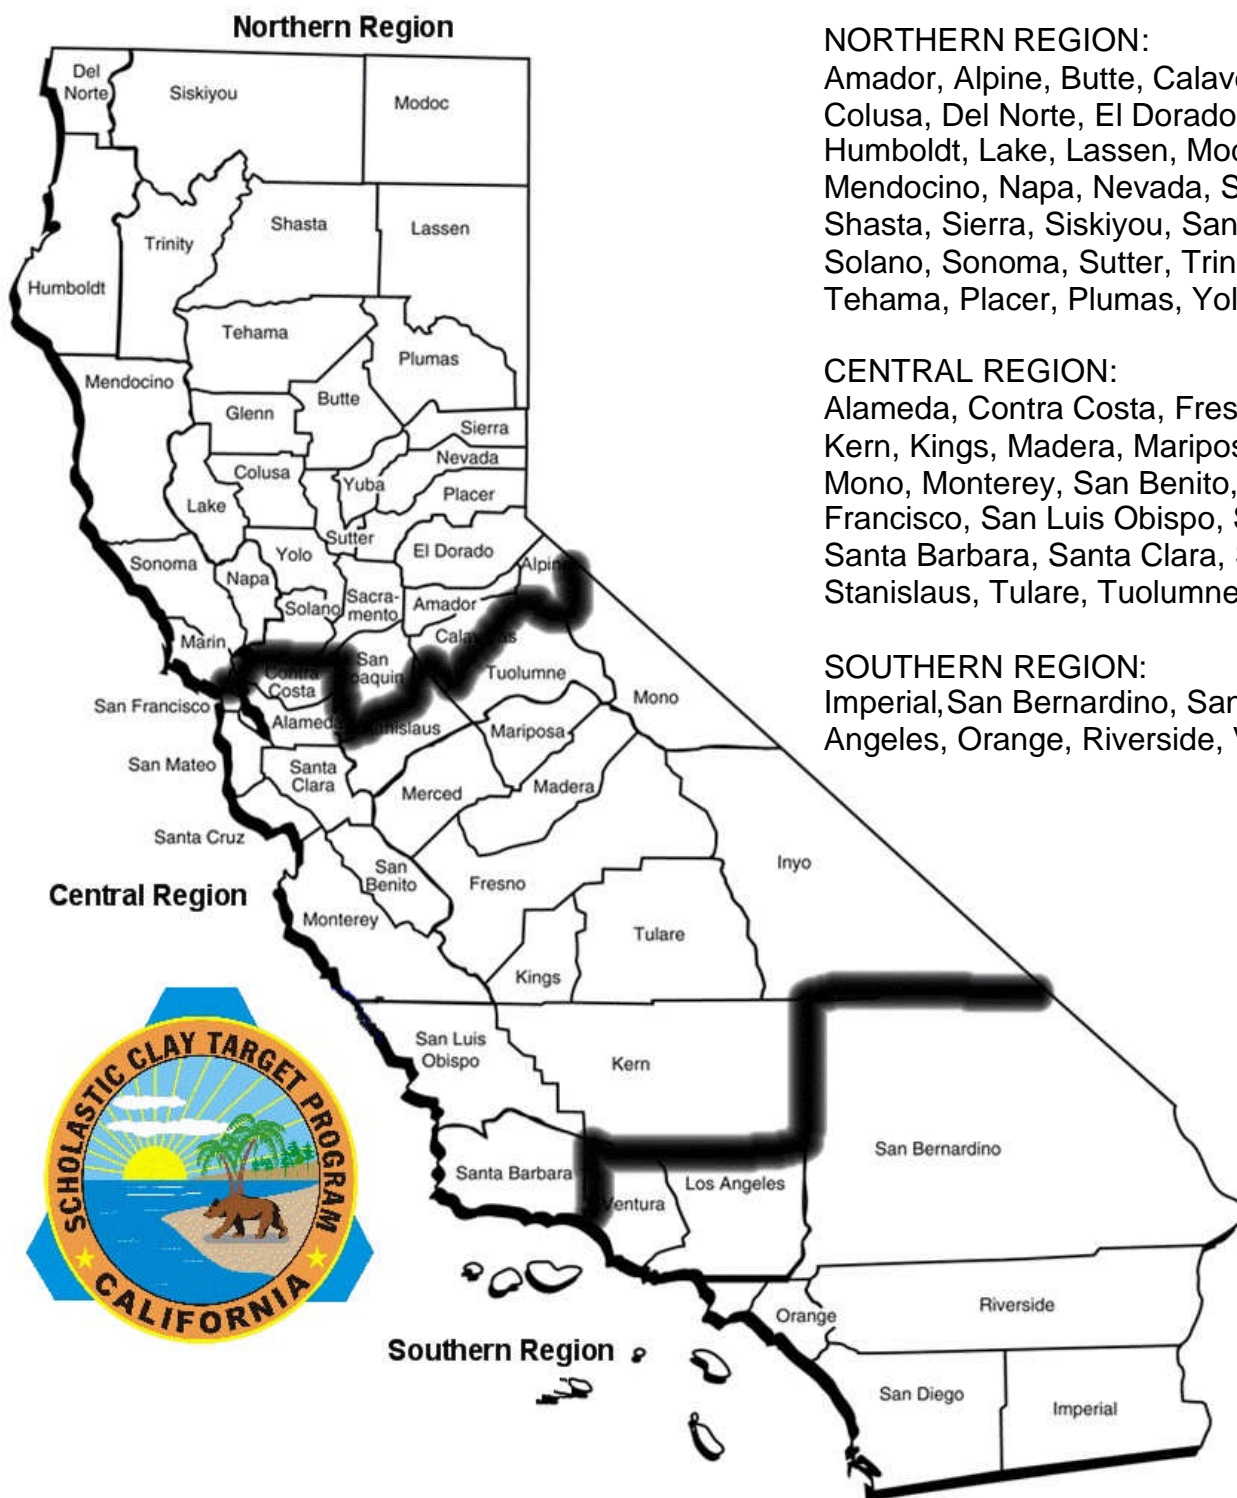 Northern Region
Del
Norte
Siskiyou
Modoc
Shasta
Lassen
Trinity
Humboldt
Tehama
Plumas
Mendocino
Butte
Glenn
Sierra
Nevada
Colusa
Yuba
Placer
Lake
Sutter
Yolo
El Dorado
Sonoma
Alpine
Napa
Solano
Sacra-
mento
Amador
Marin
Calaveras
Contra
Costa
San
Joaquin
Tuolumne
Mono
San Francisco
Alameda
Stanislaus
Mariposa
San Mateo
Santa
Clara
Merced
Madera
Santa Cruz
Inyo
San
Benito
Fresno
Central Region
Monterey
Tulare
Kings
San Luis
Obispo
Kern
Santa Barbara
Ventura
Los Angeles
San Bernardino
Orange
Riverside
Southern Region
San Diego
Imperial
SCHOLASTIC CLAY TARGET PROGRAM
CALIFORNIA
NORTHERN REGION:
Amador, Alpine, Butte,
Colusa, Del Norte, El Dorado
Humboldt, Lake, Lassen,
Mendocino, Napa, Nevada,
Shasta, Sierra, Siskiyou, San
Solano, Sonoma, Sutter,
Tehama, Placer, Plumas,
CENTRAL REGION:
Alameda, Contra Costa,
Kern, Kings, Madera,
Mono, Monterey, San Benito,
Francisco, San Luis Obispo,
Santa Barbara, Santa Clara,
Stanislaus, Tulare, Tuolumne
SOUTHERN REGION:
Imperial,San Bernardino, San
Angeles, Orange, Riverside,